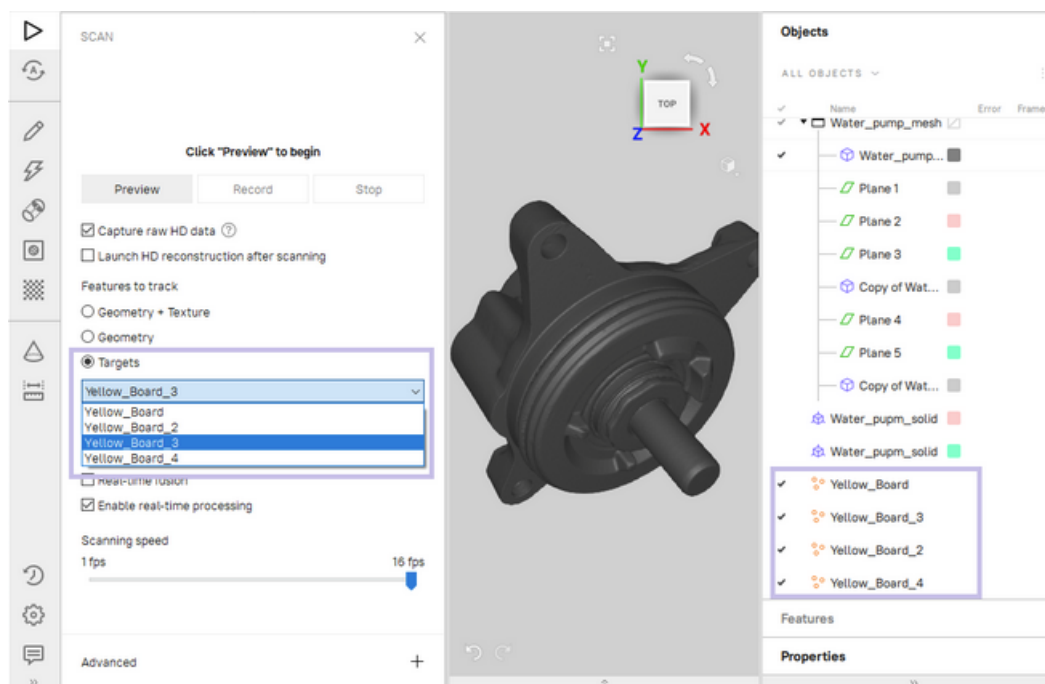 SCAN
Click "Preview" to begin
Preview Record Stop
Capture raw HD data ?
Launch HD reconstruction after scanning
Features to track
Geometry + Texture
Geometry
Targets
Yellow_Board_3
Yellow_Board
Yellow_Board_2
Yellow_Board_3
Yellow_Board_4
Real-time fusion
Enable real-time processing
Scanning speed
1 fps 16 fps
Advanced
Y
TOP
Z X
Objects
ALL OBJECTS
Name Error Frame
Water_pump_mesh
Water_pump...
Plane 1
Plane 2
Plane 3
Copy of Wat...
Plane 4
Plane 5
Copy of Wat...
Water_pupm_solid
Water_pupm_solid
Yellow_Board
Yellow_Board_3
Yellow_Board_2
Yellow_Board_4
Features
Properties